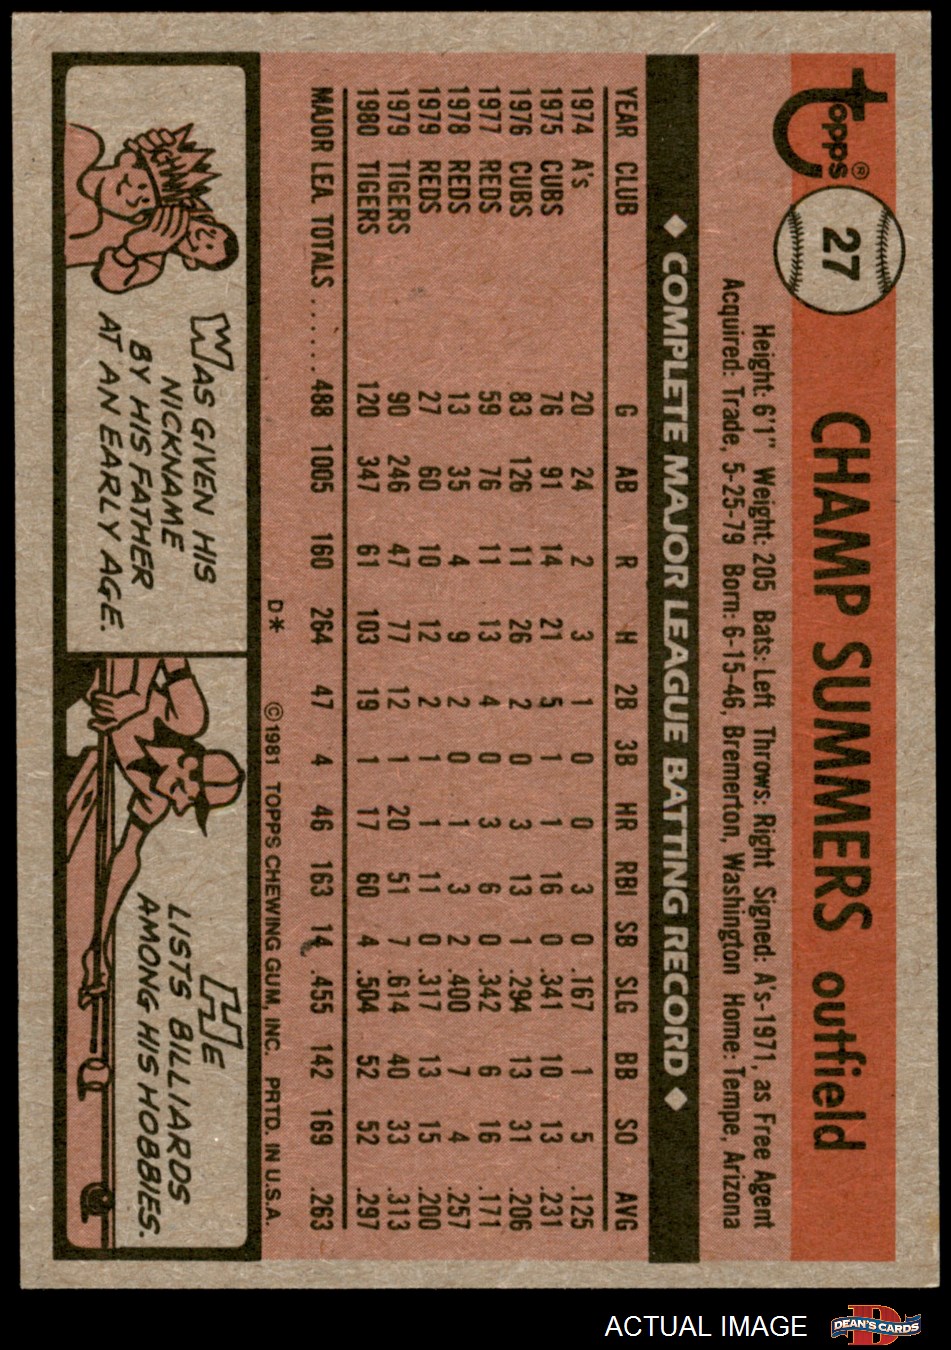 Topps®
27
CHAMP SUMMERS outfield
Height: 6'1" Weight: 205 Bats: Left Throws: Right Signed: A's-1971, as Free Agent
Acquired: Trade, 5-25-79 Born: 6-15-46, Bremerton, Washington Home: Tempe, Arizona
◆ COMPLETE MAJOR LEAGUE BATTING RECORD ◆
YEAR CLUB G AB R H 2B 3B HR RBI SB SLG BB SO AVG
1974 A's 20 24 2 3 1 0 0 3 0 .167 1 5 .125
1975 CUBS 76 91 14 21 5 1 1 16 0 .341 10 13 .231
1976 CUBS 83 126 11 26 2 0 3 13 1 .294 13 31 .206
1977 REDS 59 76 11 13 4 0 3 6 0 .342 6 16 .171
1978 REDS 13 35 4 9 2 0 1 3 2 .400 7 4 .257
1979 REDS 27 60 10 12 2 1 1 11 0 .317 13 15 .200
1979 TIGERS 90 246 47 77 12 1 20 51 7 .614 40 33 .313
1980 TIGERS 120 347 61 103 19 1 17 60 4 .504 52 52 .297
MAJOR LEA. TOTALS ...... 488 1005 160 264 47 4 46 163 14 .455 142 169 .263
D* ©1981 TOPPS CHEWING GUM, INC. PRTD. IN U.S.A.
WAS GIVEN HIS
NICKNAME
BY HIS FATHER
AT AN EARLY AGE.
HE
LISTS BILLIARDS
AMONG HIS HOBBIES.
ACTUAL IMAGE
D
DEAN'S CARDS